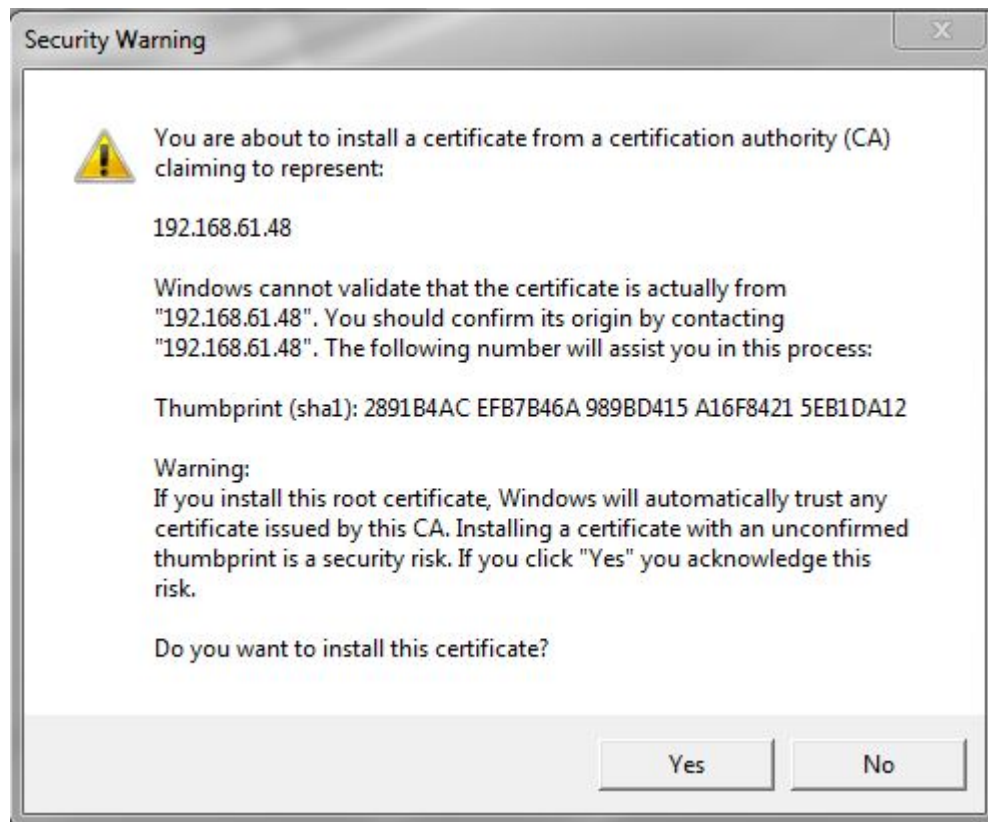 Security Warning
You are about to install a certificate from a certification authority (CA)
claiming to represent:
192.168.61.48
Windows cannot validate that the certificate is actually from
"192.168.61.48". You should confirm its origin by contacting
"192.168.61.48". The following number will assist you in this process:
Thumbprint (sha1): 2891B4AC EFB7B46A 989BD415 A16F8421 5EB1DA12
Warning:
If you install this root certificate, Windows will automatically trust any
certificate issued by this CA. Installing a certificate with an unconfirmed
thumbprint is a security risk. If you click "Yes" you acknowledge this
risk.
Do you want to install this certificate?
Yes
No